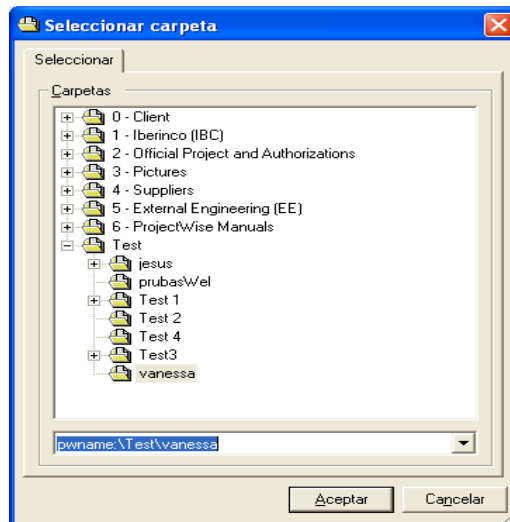 Seleccionar carpeta
Seleccionar
Carpetas
0 - Client
1 - Iberinco (IBC)
2 - Official Project and Authorizations
3 - Pictures
4 - Suppliers
5 - External Engineering (EE)
6 - ProjectWise Manuals
Test
jesus
prubasWel
Test 1
Test 2
Test 4
Test3
vanessa
pwname:\Test\vanessa
Aceptar
Cancelar